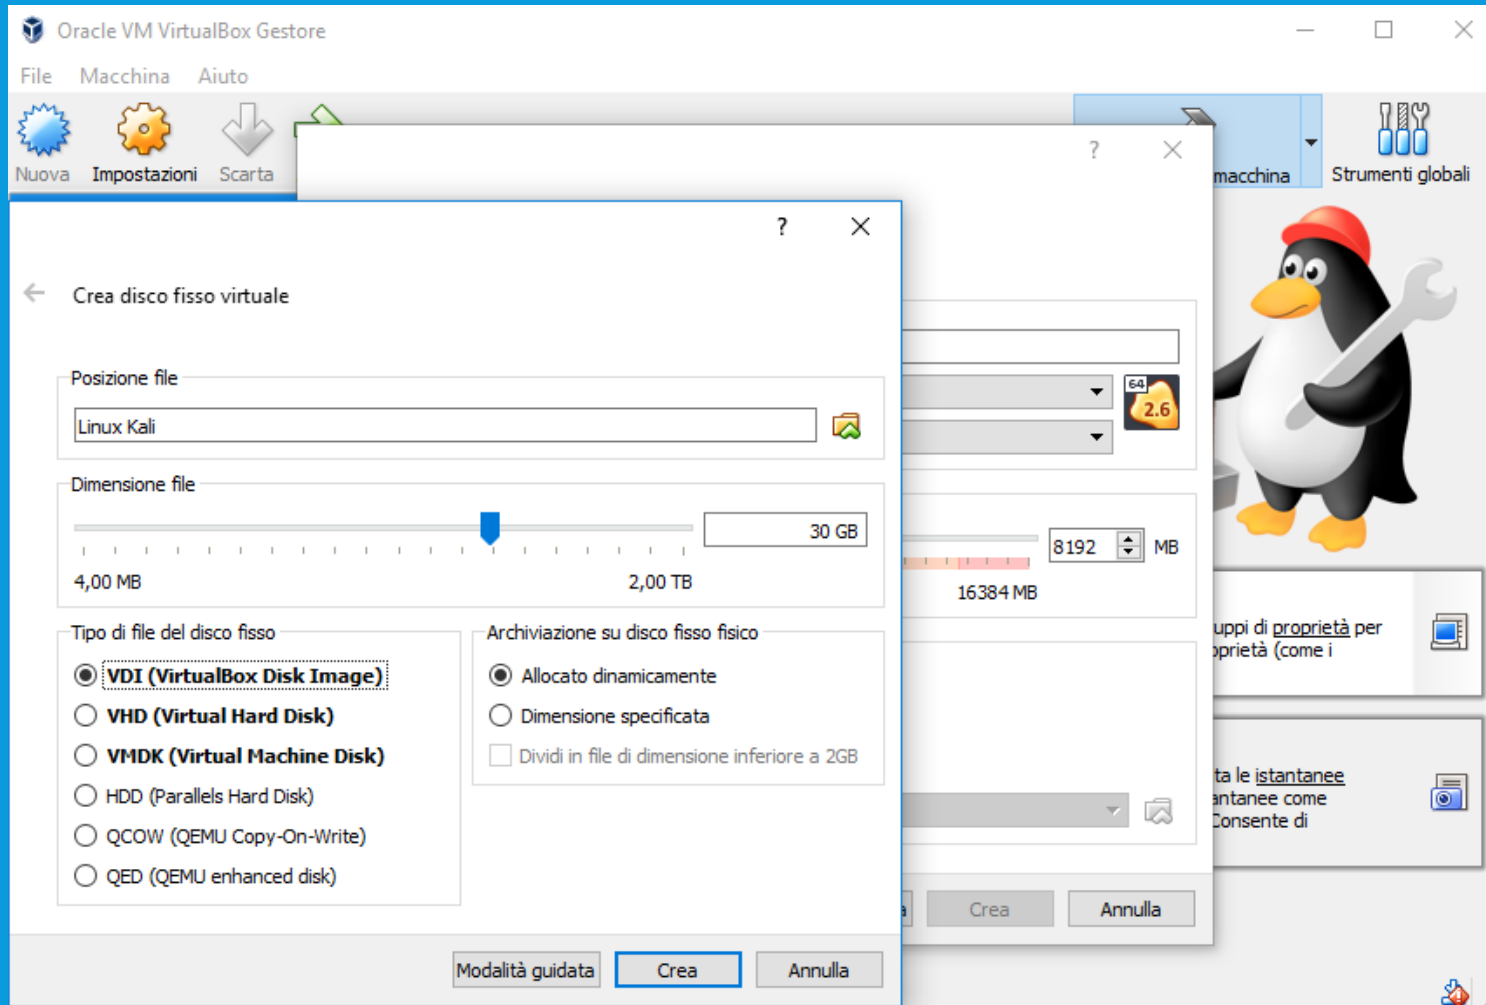 Oracle VM VirtualBox Gestore
File Macchina Aiuto
Nuova Impostazioni Scarta macchina Strumenti globali
?
?
Crea disco fisso virtuale
Posizione file
Linux Kali
64
2.6
Dimensione file
30 GB
4,00 MB 2,00 TB
8192 MB
16384 MB
Tipo di file del disco fisso
VDI (VirtualBox Disk Image)
VHD (Virtual Hard Disk)
VMDK (Virtual Machine Disk)
HDD (Parallels Hard Disk)
QCOW (QEMU Copy-On-Write)
QED (QEMU enhanced disk)
Archiviazione su disco fisso fisico
Allocato dinamicamente
Dimensione specificata
Dividi in file di dimensione inferiore a 2GB
uppi di proprietà per
oprietà (come i
ta le istantanee
antanee come
Consente di
Crea Annulla
Modalità guidata Crea Annulla